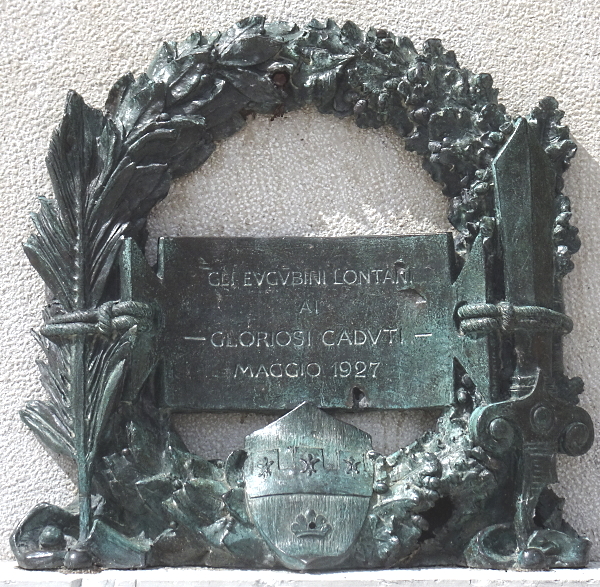 GLI EVGVBINI LONTANI
AI
— GLORIOSI CADVTI —
MAGGIO 1927